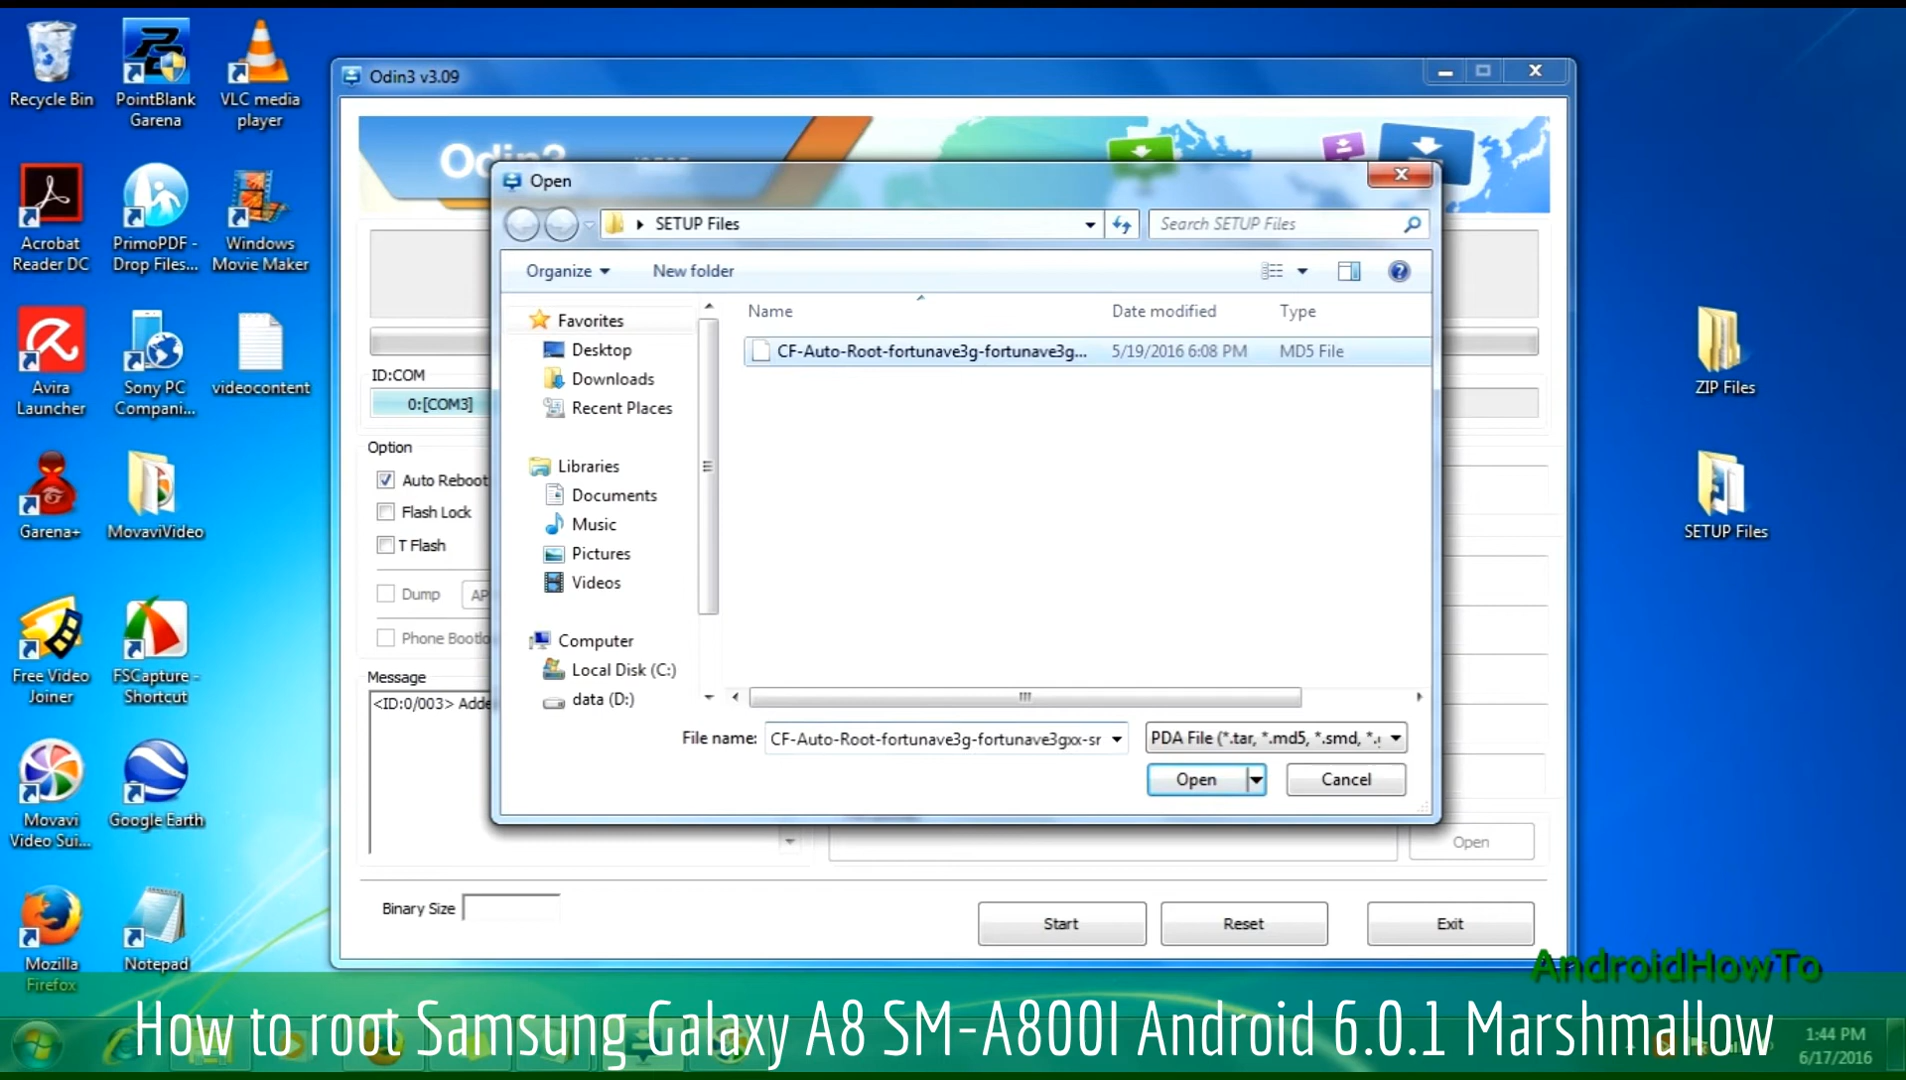 Recycle Bin
PointBlank
Garena
VLC media
player
Acrobat
Reader DC
PrimoPDF -
Drop Files...
Windows
Movie Maker
Avira
Launcher
Sony PC
Compani...
videocontent
Garena+
MovaviVideo
Free Video
Joiner
FSCapture -
Shortcut
Movavi
Video Sui...
Google Earth
Mozilla
Firefox
Notepad
Odin3 v3.09
Odin3
ID:COM
0:[COM3]
Option
Auto Reboot
Flash Lock
T Flash
Dump
AP
Phone Bootlo
Message
<ID:0/003> Adde
Open
SETUP Files
Search SETUP Files
Organize
New folder
Name
Date modified
Type
CF-Auto-Root-fortunave3g-fortunave3g...
5/19/2016 6:08 PM
MD5 File
Favorites
Desktop
Downloads
Recent Places
Libraries
Documents
Music
Pictures
Videos
Computer
Local Disk (C:)
data (D:)
File name:
CF-Auto-Root-fortunave3g-fortunave3gxx-sr
PDA File (*.tar, *.md5, *.smd, *.
Open
Cancel
Open
Binary Size
Start
Reset
Exit
ZIP Files
SETUP Files
AndroidHowTo
How to root Samsung Galaxy A8 SM-A800I Android 6.0.1 Marshmallow
1:44 PM
6/17/2016